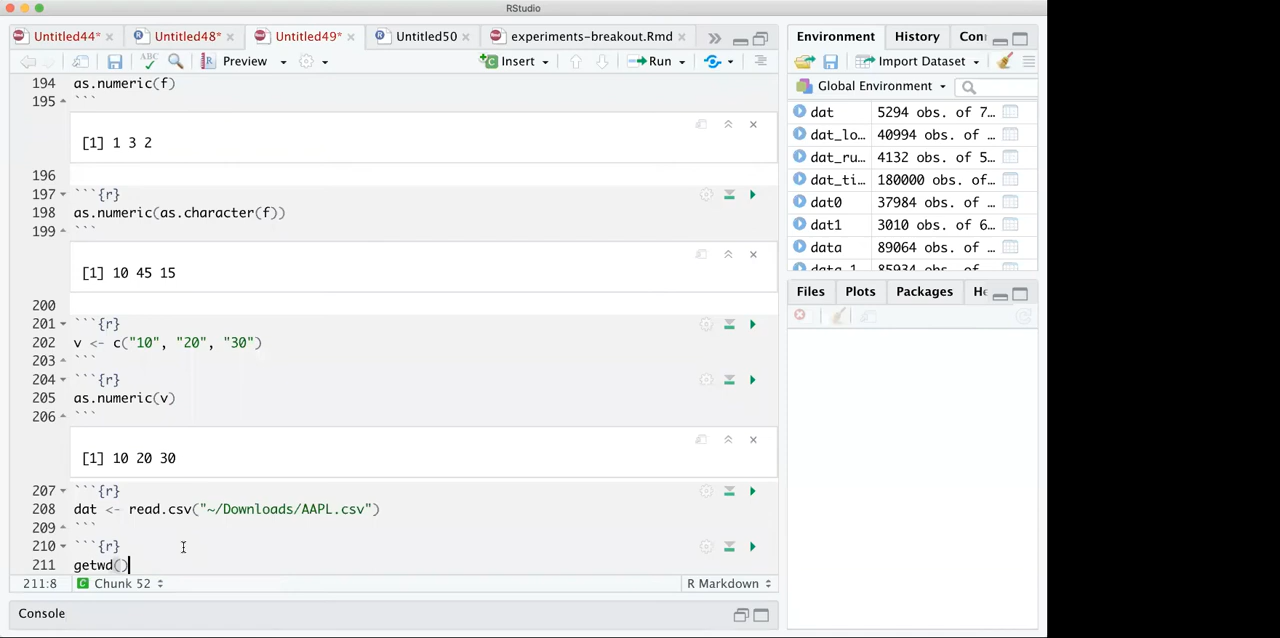 RStudio
Untitled44* × Untitled48* × Untitled49* × Untitled50 × experiments-breakout.Rmd ×
Preview Insert Run
194 as.numeric(f)
195 ```
[1] 1 3 2
196
197 ```{r}
198 as.numeric(as.character(f))
199 ```
[1] 10 45 15
200
201 ```{r}
202 v <- c("10", "20", "30")
203 ```
204 ```{r}
205 as.numeric(v)
206 ```
[1] 10 20 30
207 ```{r}
208 dat <- read.csv("~/Downloads/AAPL.csv")
209 ```
210 ```{r}
211 getwd()
211:8 Chunk 52 R Markdown
Console
Environment History Con
Import Dataset
Global Environment
dat 5294 obs. of 7…
dat_lo… 40994 obs. of …
dat_ru… 4132 obs. of 5…
dat_ti… 180000 obs. of…
dat0 37984 obs. of …
dat1 3010 obs. of 6…
data 89064 obs. of …
data_1 85934 obs. of
Files Plots Packages He